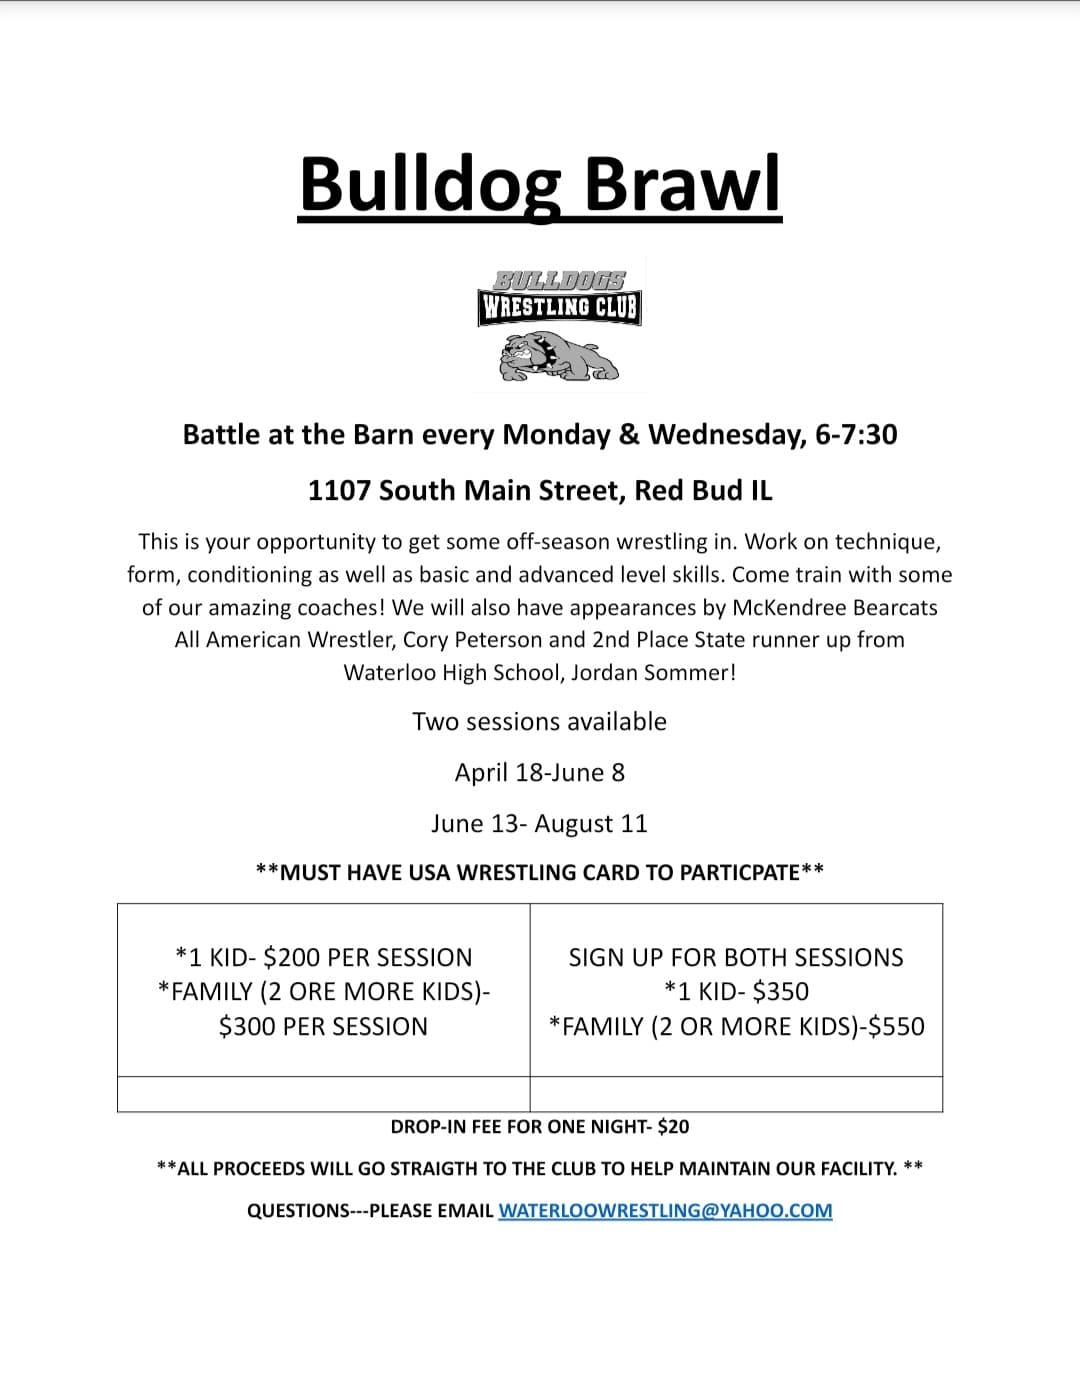 Bulldog Brawl
BULLDOGS
WRESTLING CLUB
Battle at the Barn every Monday & Wednesday, 6-7:30
1107 South Main Street, Red Bud IL
This is your opportunity to get some off-season wrestling in. Work on technique,
form, conditioning as well as basic and advanced level skills. Come train with some
of our amazing coaches! We will also have appearances by McKendree Bearcats
All American Wrestler, Cory Peterson and 2nd Place State runner up from
Waterloo High School, Jordan Sommer!
Two sessions available
April 18-June 8
June 13- August 11
**MUST HAVE USA WRESTLING CARD TO PARTICPATE**
*1 KID- $200 PER SESSION
*FAMILY (2 ORE MORE KIDS)-
$300 PER SESSION
SIGN UP FOR BOTH SESSIONS
*1 KID- $350
*FAMILY (2 OR MORE KIDS)-$550
DROP-IN FEE FOR ONE NIGHT- $20
**ALL PROCEEDS WILL GO STRAIGTH TO THE CLUB TO HELP MAINTAIN OUR FACILITY. **
QUESTIONS---PLEASE EMAIL WATERLOOWRESTLING@YAHOO.COM